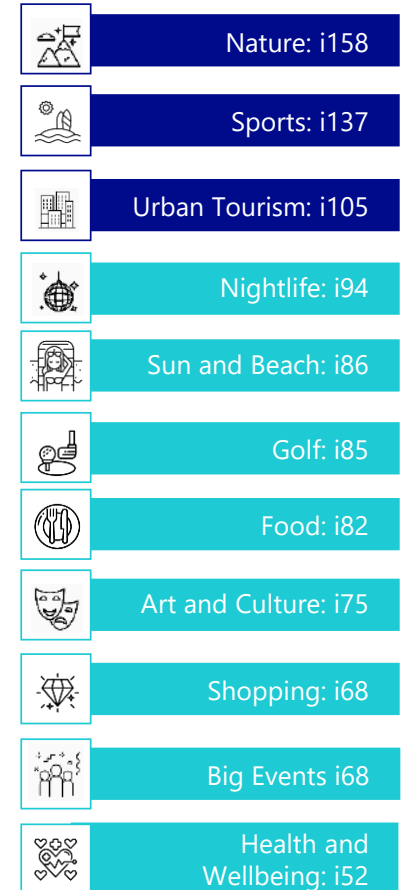 Nature: i158
Sports: i137
Urban Tourism: i105
Nightlife: i94
Sun and Beach: i86
Golf: i85
Food: i82
Art and Culture: i75
Shopping: i68
Big Events i68
Health and
Wellbeing: i52